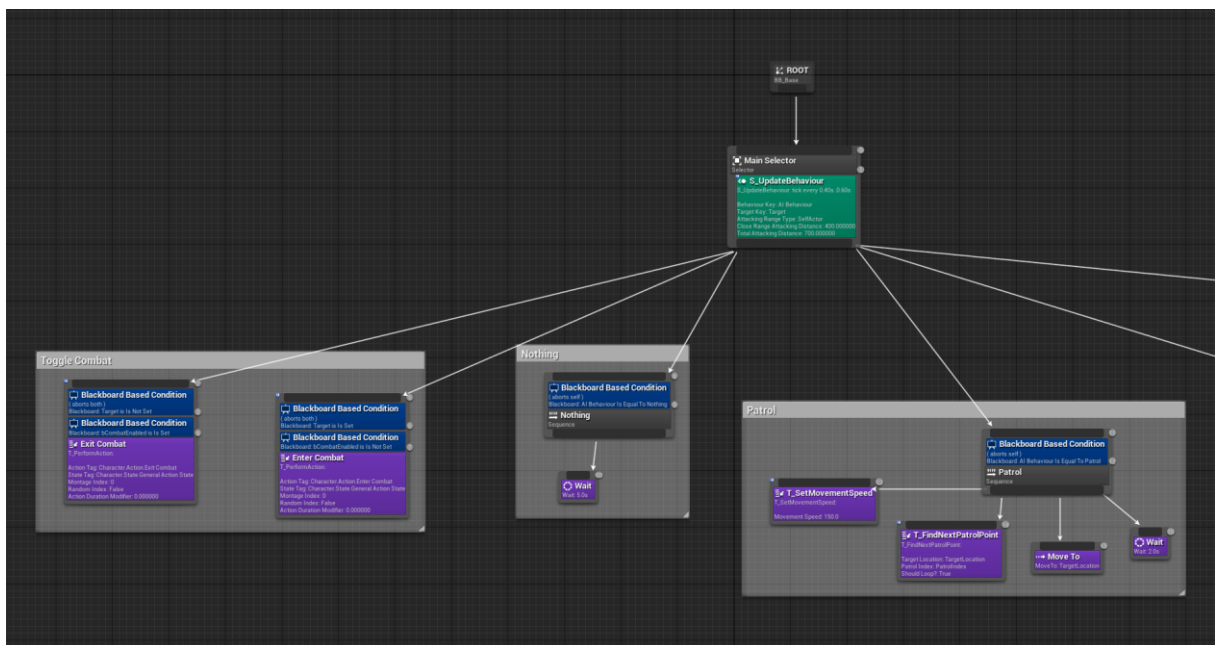 ROOT
BB_Base
Main Selector
Selector
S_UpdateBehaviour
S_UpdateBehaviour: tick every 0.40s..0.60s
Behaviour Key: AI Behaviour
Target Key: Target
Attacking Range Type: SelfActor
Close Range Attacking Distance: 400.000000
Total Attacking Distance: 700.000000
Toggle Combat
Blackboard Based Condition
( aborts both )
Blackboard: Target is Is Not Set
Blackboard Based Condition
Blackboard: bCombatEnabled is Is Not Set
Exit Combat
T_PerformAction
Action Tag: Character.Action.Exit Combat
State Tag: Character.State.General Action State
Montage Index: 0
Random Index: False
Action Duration Modifier: 0.000000
Blackboard Based Condition
( aborts both )
Blackboard: Target is Is Set
Blackboard Based Condition
Blackboard: bCombatEnabled is Is Not Set
Enter Combat
T_PerformAction
Action Tag: Character.Action.Enter Combat
State Tag: Character.State.General Action State
Montage Index: 0
Random Index: False
Action Duration Modifier: 0.000000
Nothing
Blackboard Based Condition
( aborts self )
Blackboard: AI Behaviour is Equal To Nothing
Nothing
Sequence
Wait
Wait: 5.0s
Patrol
Blackboard Based Condition
( aborts self )
Blackboard: AI Behaviour Is Equal To Patrol
Patrol
Sequence
T_SetMovementSpeed
T_SetMovementSpeed:
Movement Speed: 150.0
T_FindNextPatrolPoint
T_FindNextPatrolPoint:
Target Location: TargetLocation
Patrol Index: PatrolIndex
Should Loop?: True
Move To
MoveTo: TargetLocation
Wait
Wait: 2.0s